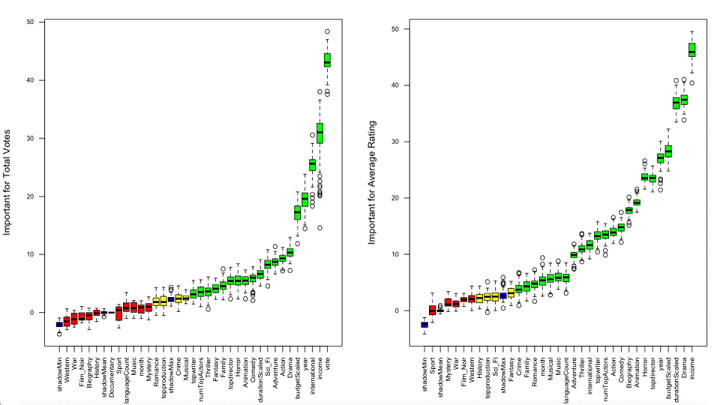 Important for Total Votes
50
40
30
20
10
0
shadowMin
Western
War
Film_Noir
Biography
History
shadowMean
Documentary
Sport
languageCount
Music
month
Mystery
Romance
topproduction
shadowMax
Crime
Musical
topwriter
numTopActors
Thriller
Fantasy
Family
topdirector
Horror
Animation
Comedy
durationScaled
Sci_Fi
Adventure
Action
Drama
budgetScaled
year
international
income
vote
Important for Average Rating
50
40
30
20
10
0
shadowMin
Sport
shadowMean
Mystery
War
Film_Noir
Western
History
topproduction
Sci_Fi
shadowMax
Fantasy
Crime
Family
Romance
month
Music
Musical
languageCount
Adventure
Thriller
international
topwriter
numTopActors
Action
Comedy
Biography
Animation
Horror
topdirector
year
budgetScaled
durationScaled
Drama
income